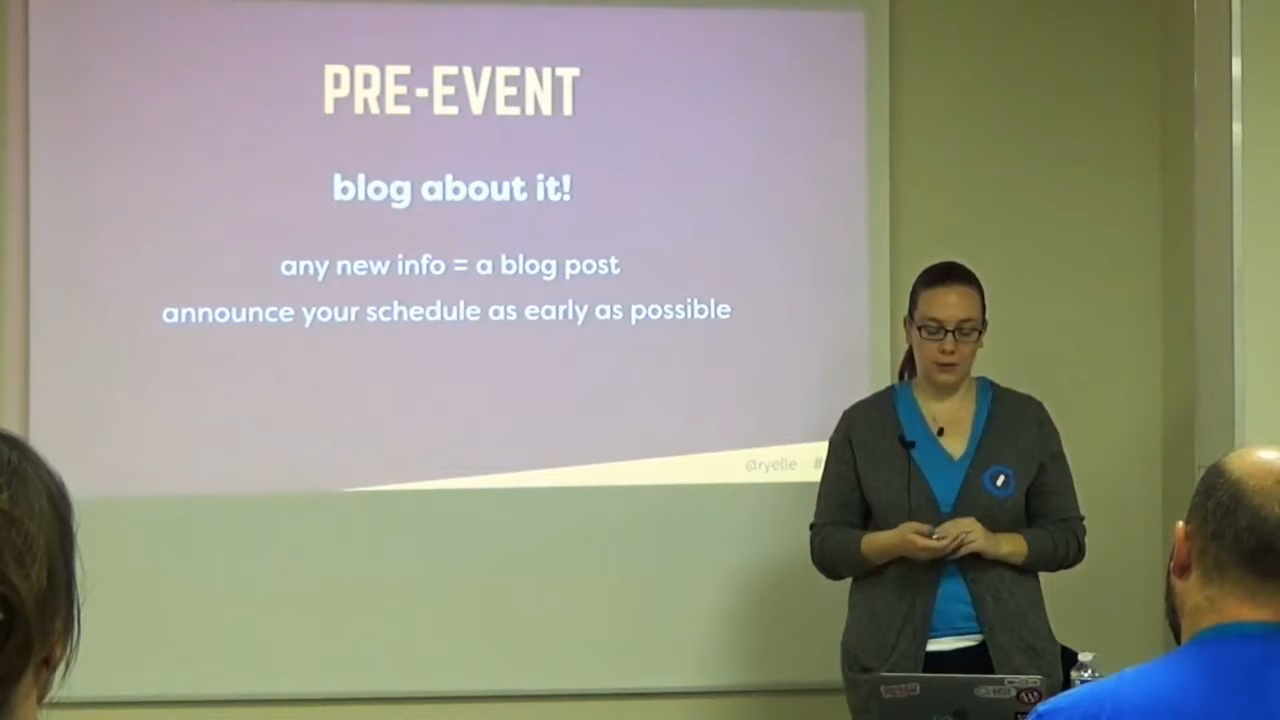 PRE-EVENT
blog about it!
any new info = a blog post
announce your schedule as early as possible
@ryelle #